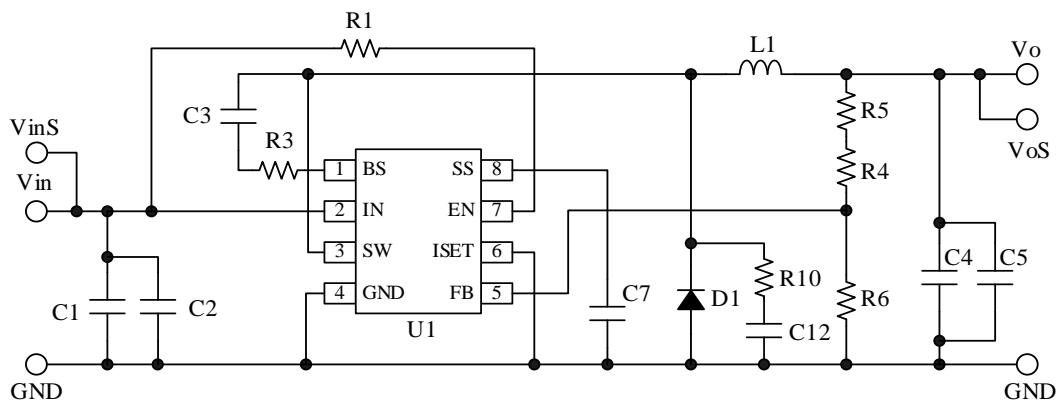 R1
L1
Vo
C3
R5
VinS
R3
VoS
1 BS SS 8
R4
Vin
2 IN EN 7
3 SW ISET 6
C4 C5
R10
4 GND FB 5
C7 D1 R6
C1 C2
U1
C12
GND
GND